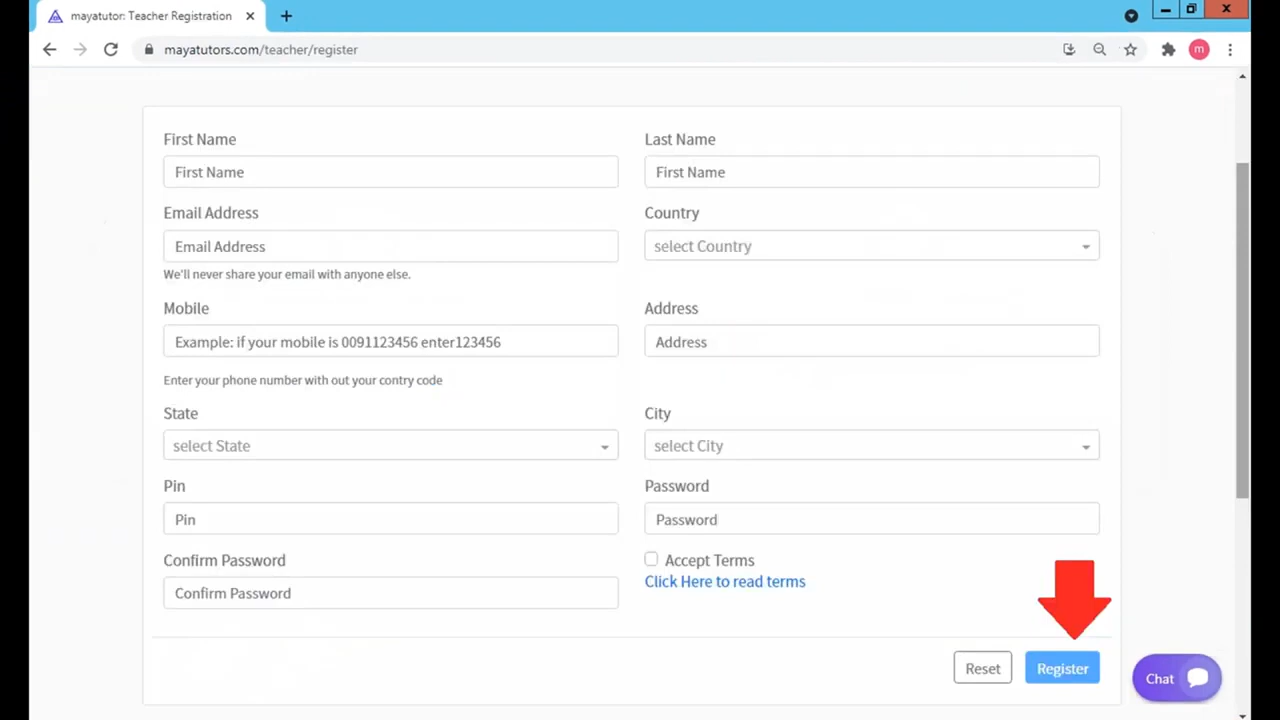 mayatutor: Teacher Registration
mayatutors.com/teacher/register
m
First Name
Last Name
First Name
First Name
Email Address
Country
Email Address
select Country
We'll never share your email with anyone else.
Mobile
Address
Example: if your mobile is 0091123456 enter123456
Address
Enter your phone number with out your contry code
State
City
select State
select City
Pin
Password
Pin
Password
Confirm Password
Accept Terms
Click Here to read terms
Confirm Password
Reset
Register
Chat